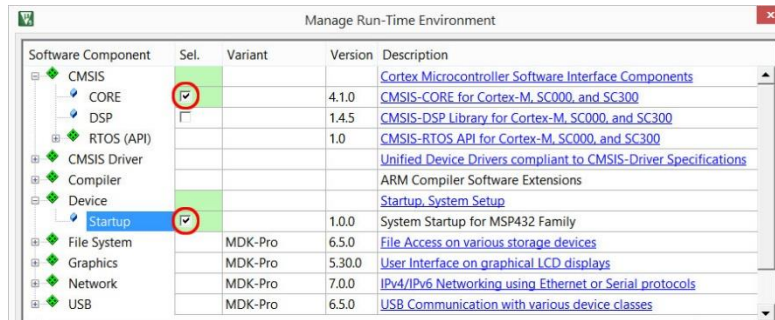 Manage Run-Time Environment
Software Component Sel. Variant Version Description
CMSIS Cortex Microcontroller Software Interface Components
CORE 4.1.0 CMSIS-CORE for Cortex-M, SC000, and SC300
DSP 1.4.5 CMSIS-DSP Library for Cortex-M, SC000, and SC300
RTOS (API) 1.0 CMSIS-RTOS API for Cortex-M, SC000, and SC300
CMSIS Driver Unified Device Drivers compliant to CMSIS-Driver Specifications
Compiler ARM Compiler Software Extensions
Device Startup, System Setup
Startup 1.0.0 System Startup for MSP432 Family
File System MDK-Pro 6.5.0 File Access on various storage devices
Graphics MDK-Pro 5.30.0 User Interface on graphical LCD displays
Network MDK-Pro 7.0.0 IPv4/IPv6 Networking using Ethernet or Serial protocols
USB MDK-Pro 6.5.0 USB Communication with various device classes